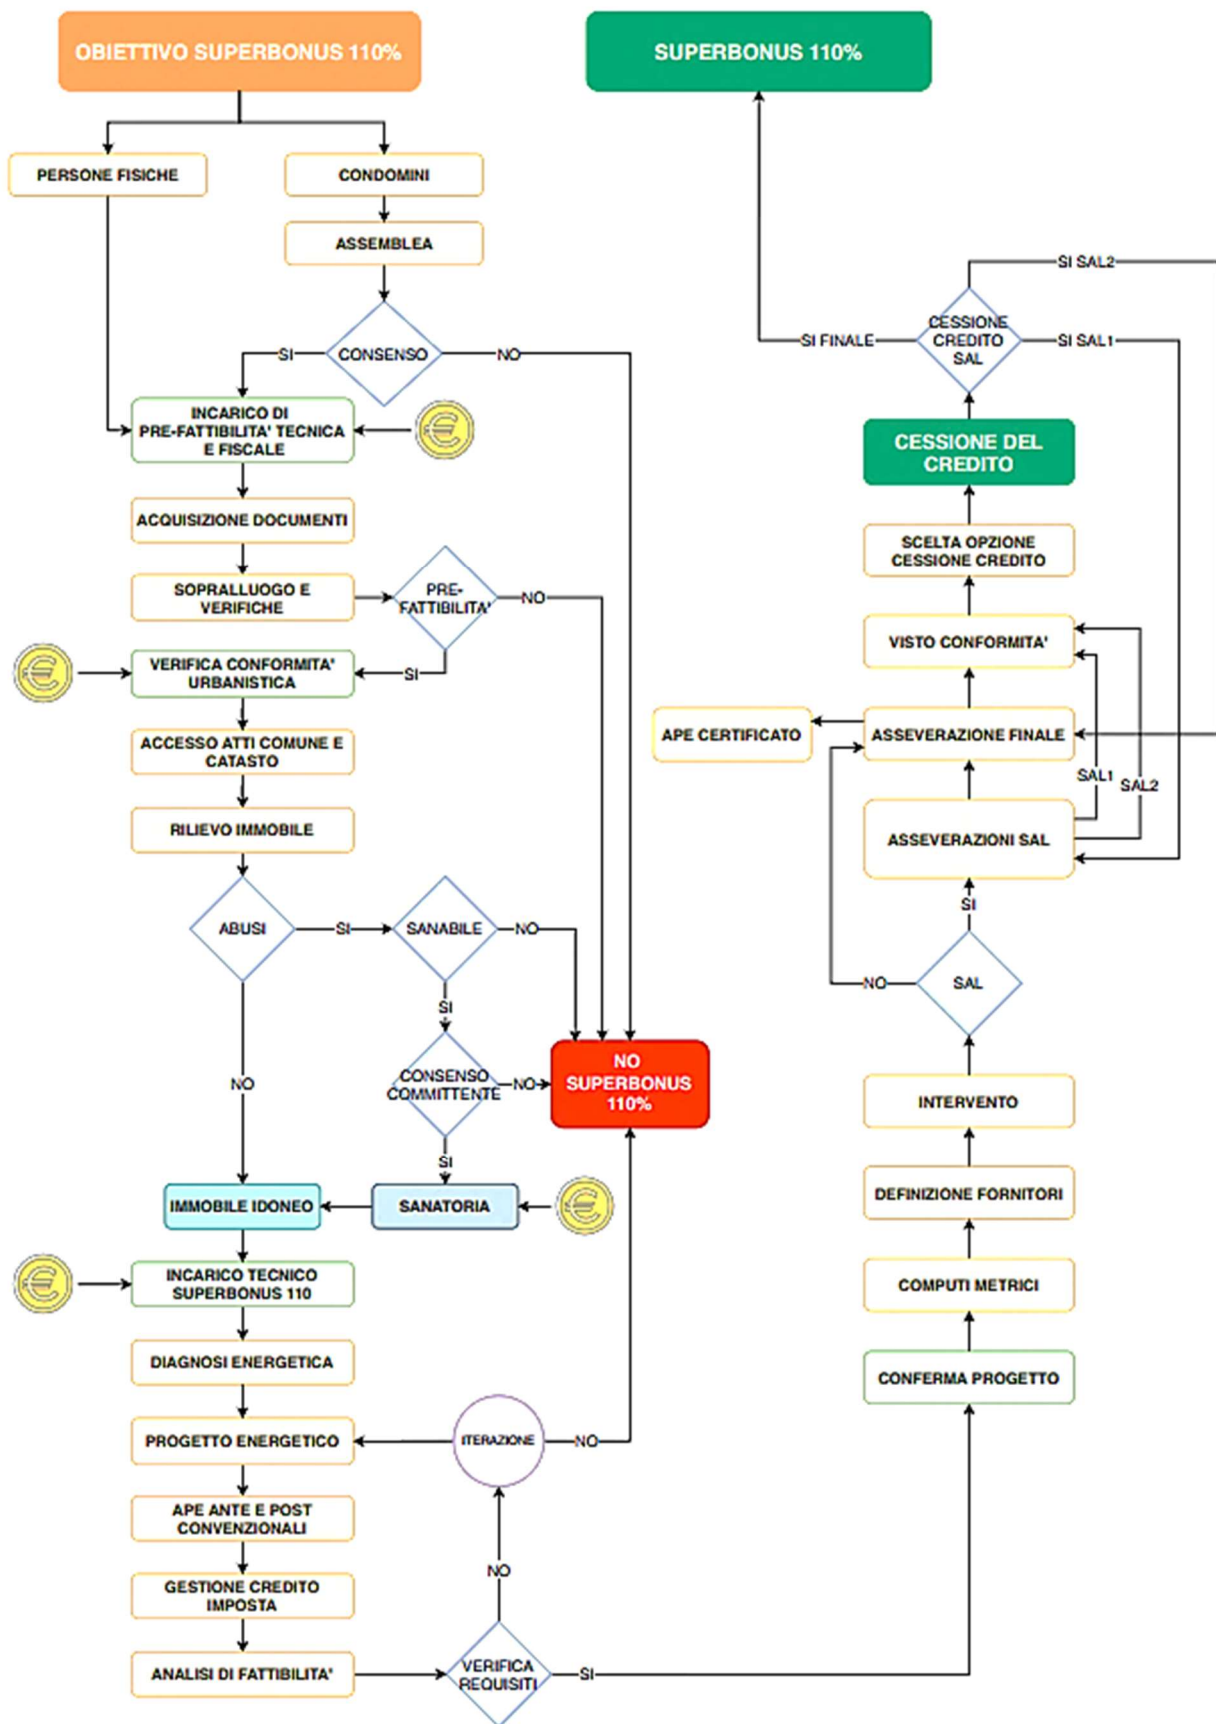 OBIETTIVO SUPERBONUS 110%
PERSONE FISICHE
CONDOMINI
ASSEMBLEA
CONSENSO
SI
NO
INCARICO DI
PRE-FATTIBILITA' TECNICA
E FISCALE
€
ACQUISIZIONE DOCUMENTI
SOPRALLUOGO E
VERIFICHE
PRE-
FATTIBILITA'
NO
SI
€
VERIFICA CONFORMITA'
URBANISTICA
ACCESSO ATTI COMUNE E
CATASTO
RILIEVO IMMOBILE
ABUSI
SI
SANABILE
NO
SI
NO
CONSENSO
COMMITTENTE
NO
NO
SUPERBONUS
110%
SI
IMMOBILE IDONEO
SANATORIA
€
€
INCARICO TECNICO
SUPERBONUS 110
DIAGNOSI ENERGETICA
PROGETTO ENERGETICO
ITERAZIONE
NO
APE ANTE E POST
CONVENZIONALI
GESTIONE CREDITO
IMPOSTA
NO
ANALISI DI FATTIBILITA'
VERIFICA
REQUISITI
SI
SUPERBONUS 110%
SI SAL2
CESSIONE
CREDITO
SAL
SI FINALE
SI SAL1
CESSIONE DEL
CREDITO
SCELTA OPZIONE
CESSIONE CREDITO
VISTO CONFORMITA'
APE CERTIFICATO
ASSEVERAZIONE FINALE
SAL1
SAL2
ASSEVERAZIONI SAL
SI
NO
SAL
INTERVENTO
DEFINIZIONE FORNITORI
COMPUTI METRICI
CONFERMA PROGETTO